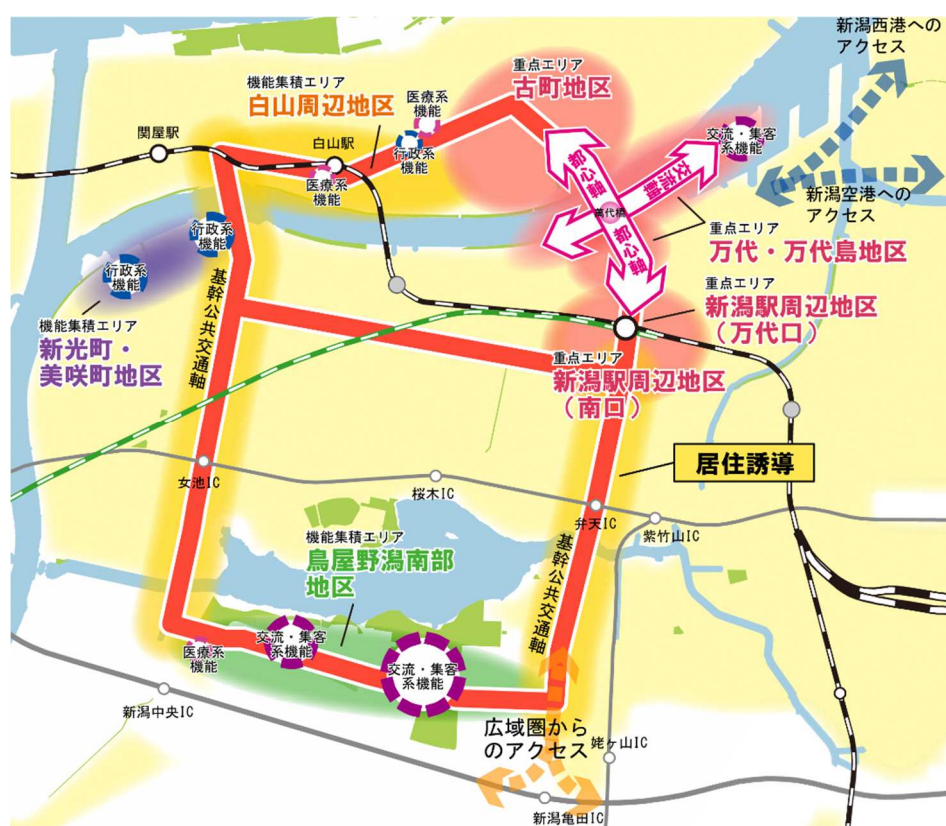 新潟西港への
アクセス
重点エリア
古町地区
機能集積エリア
白山周辺地区
医療系
機能
関屋駅
白山駅
行政系
機能
医療系
機能
交流・集客
系機能
都心軸
交流軸
萬代橋
都心軸
新潟空港への
アクセス
重点エリア
万代・万代島地区
行政系
機能
行政系
機能
重点エリア
新潟駅周辺地区
（万代口）
機能集積エリア
新光町・
美咲町地区
基幹公共交通軸
重点エリア
新潟駅周辺地区
（南口）
居住誘導
女池IC
桜木IC
弁天IC
紫竹山IC
機能集積エリア
鳥屋野潟南部
地区
基幹公共交通軸
医療系
機能
交流・集客
系機能
交流・集客
系機能
新潟中央IC
広域圏から
のアクセス
姥ヶ山IC
新潟亀田IC